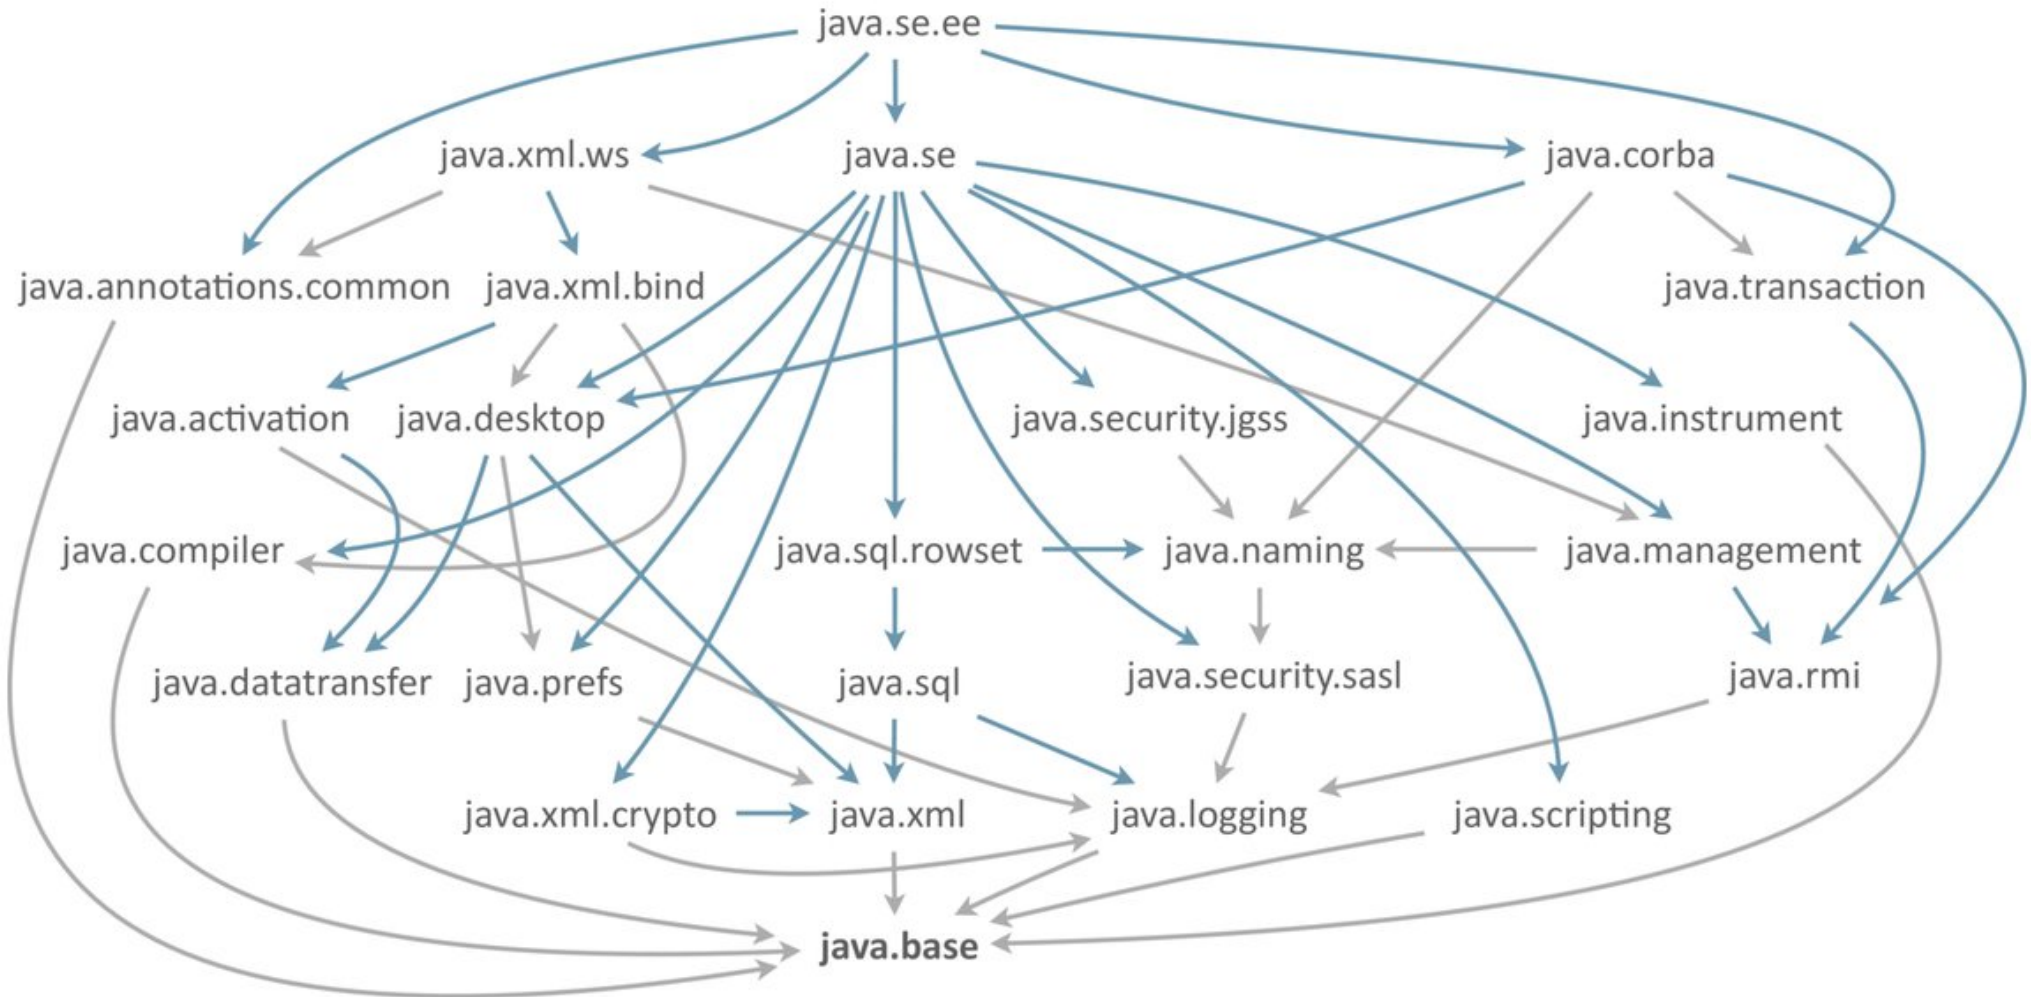 java.se.ee
java.xml.ws
java.se
java.corba
java.annotations.common
java.xml.bind
java.transaction
java.activation
java.desktop
java.security.jgss
java.instrument
java.compiler
java.sql.rowset
java.naming
java.management
java.datatransfer
java.prefs
java.sql
java.security.sasl
java.rmi
java.xml.crypto
java.xml
java.logging
java.scripting
java.base